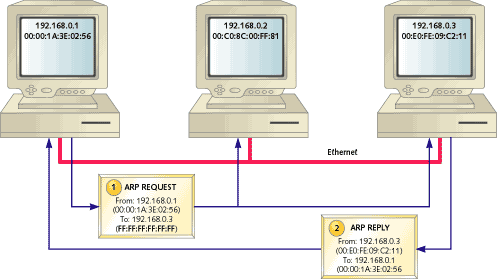 192.168.0.1
00:00:1A:3E:02:56
192.168.0.2
00:C0:8C:00:FF:81
192.168.0.3
00:E0:FE:09:C2:11
Ethernet
1 ARP REQUEST
From: 192.168.0.1
(00:00:1A:3E:02:56)
To: 192.168.0.3
(FF:FF:FF:FF:FF:FF)
2 ARP REPLY
From: 192.168.0.3
(00:E0:FE:09:C2:11)
To: 192.168.0.1
(00:00:1A:3E:02:56